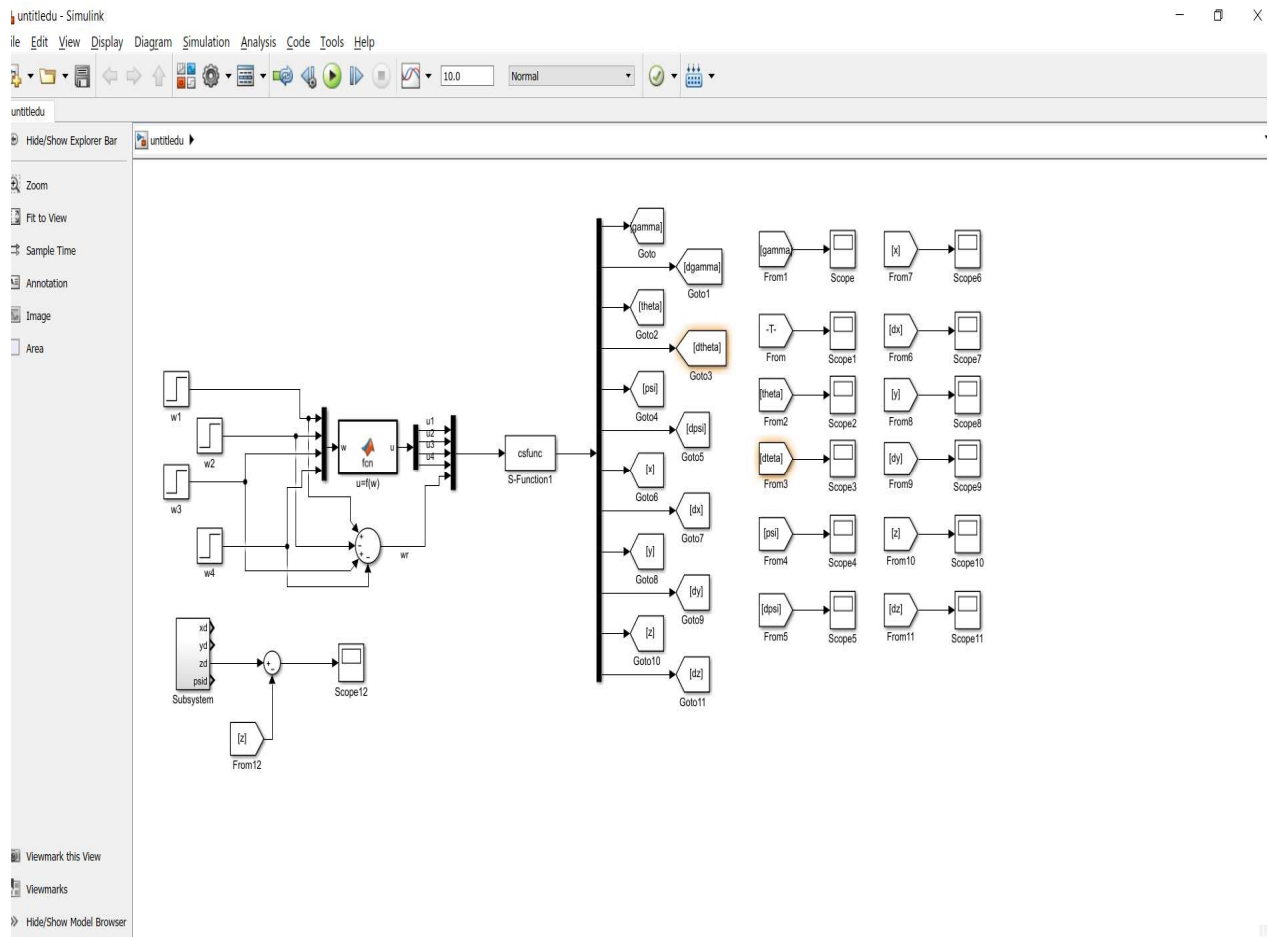 untitledu - Simulink
ile Edit View Display Diagram Simulation Analysis Code Tools Help
10.0 Normal
untitledu
Hide/Show Explorer Bar
untitledu
Zoom
Fit to View
Sample Time
Annotation
Image
Area
Viewmark this View
Viewmarks
Hide/Show Model Browser
w1
w2
w3
w4
w
fcn
u
u=f(w)
u1
u2
u3
u4
+
-
+
-
wr
csfunc
S-Function1
xd
yd
zd
psid
Subsystem
+
-
Scope12
[z]
From12
[gamma]
Goto
[dgamma]
Goto1
[theta]
Goto2
[dtheta]
Goto3
[psi]
Goto4
[dpsi]
Goto5
[x]
Goto6
[dx]
Goto7
[y]
Goto8
[dy]
Goto9
[z]
Goto10
[dz]
Goto11
[gamma]
From1
Scope
-T-
From
Scope1
[theta]
From2
Scope2
[dteta]
From3
Scope3
[psi]
From4
Scope4
[dpsi]
From5
Scope5
[x]
From7
Scope6
[dx]
From6
Scope7
[y]
From8
Scope8
[dy]
From9
Scope9
[z]
From10
Scope10
[dz]
From11
Scope11